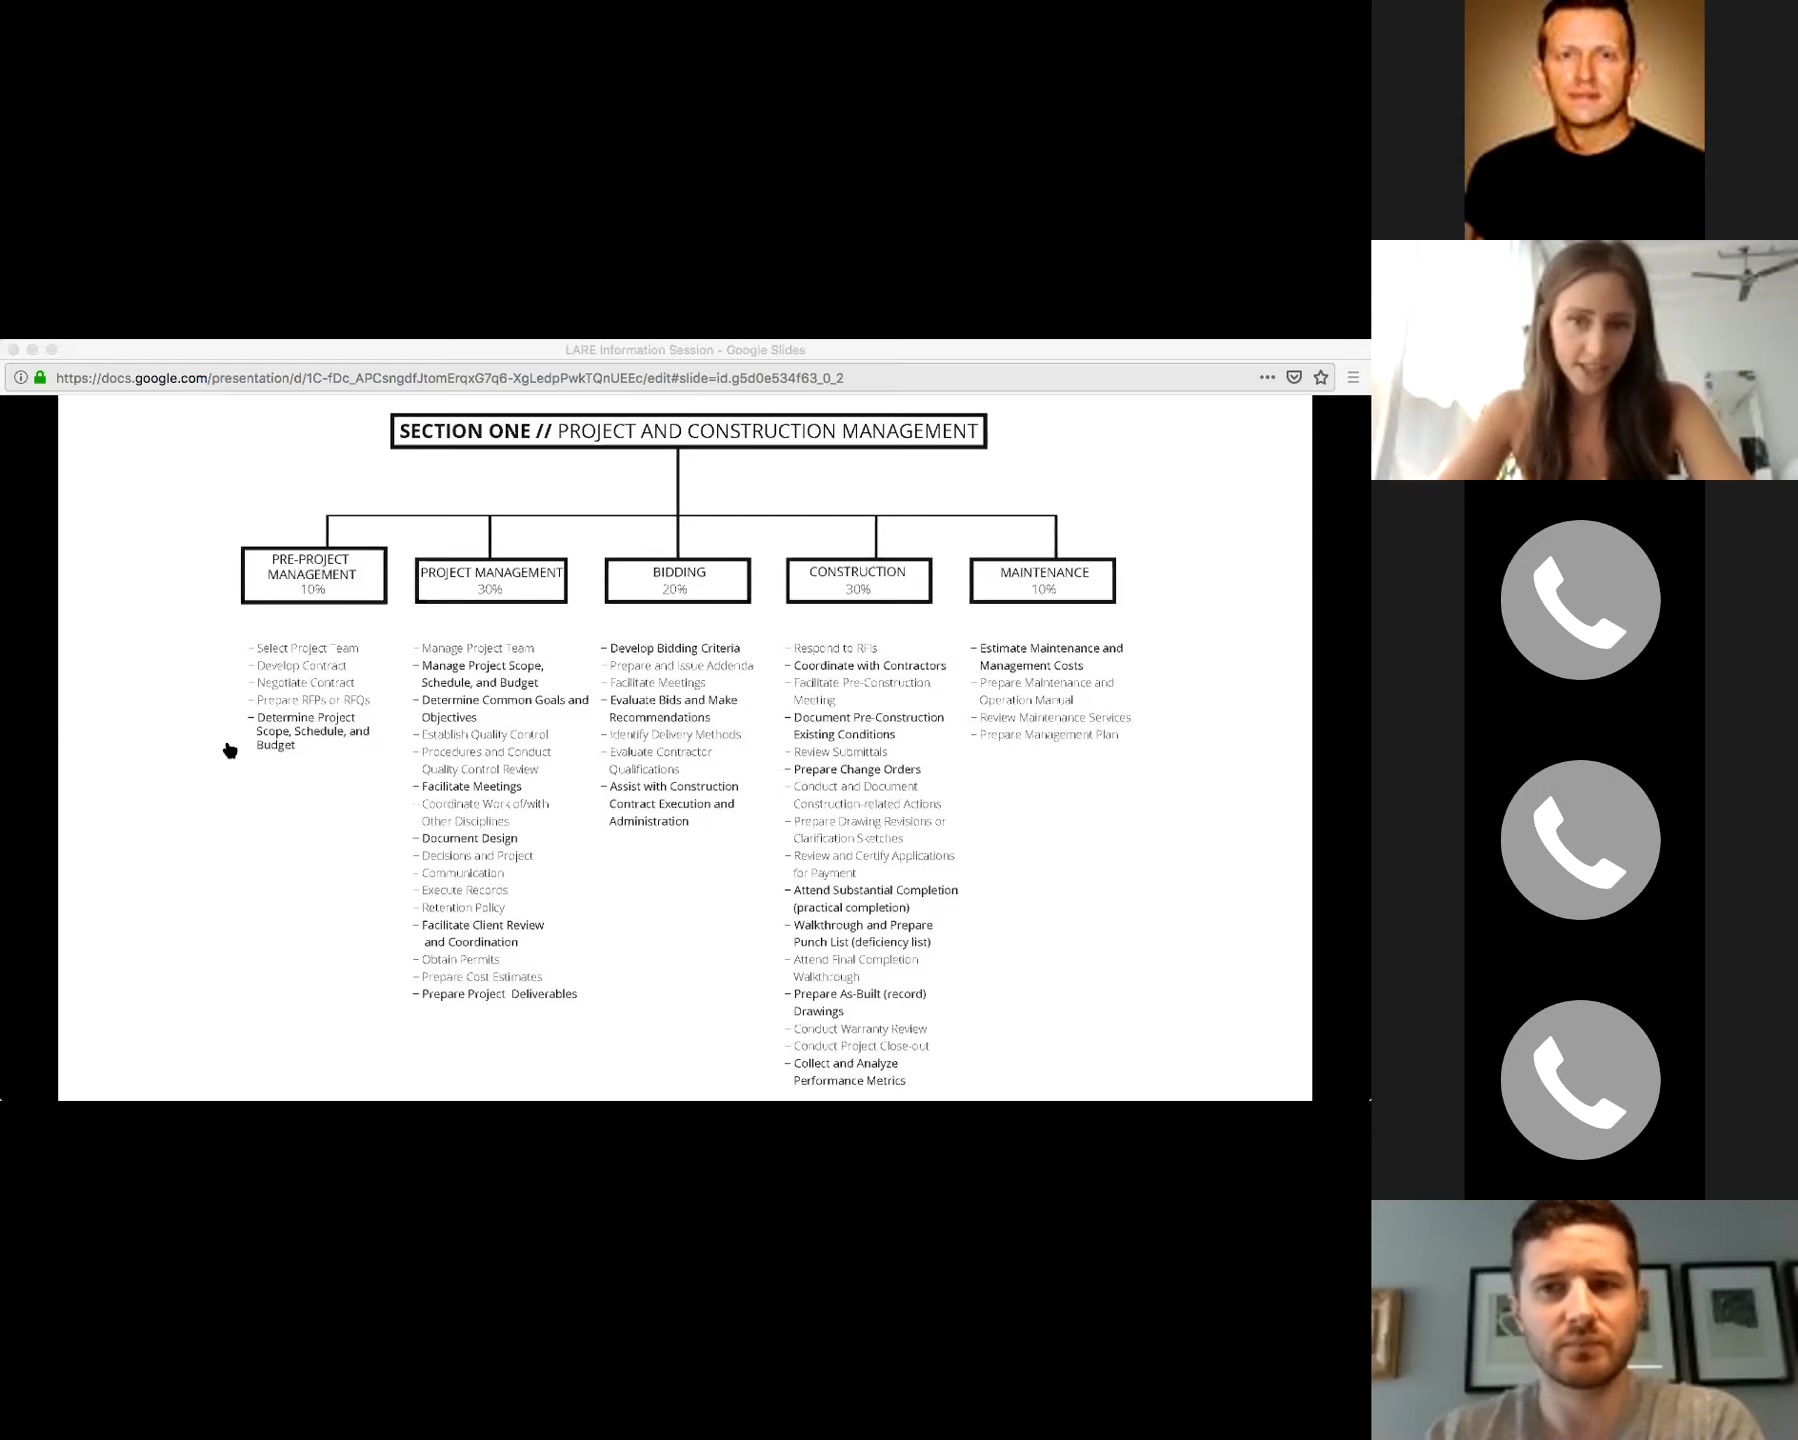 LARE Information Session - Google Slides
https://docs.google.com/presentation/d/1C-fDc_APCsngdfJtomErqxG7q6-XgLedpPwkTQnUEEc/edit#slide=id.g5d0e534f63_0_2
SECTION ONE // PROJECT AND CONSTRUCTION MANAGEMENT
PRE-PROJECT
MANAGEMENT
10%
– Select Project Team
– Develop Contract
– Negotiate Contract
– Prepare RFPs or RFQs
– Determine Project
Scope, Schedule, and
Budget
PROJECT MANAGEMENT
30%
– Manage Project Team
– Manage Project Scope,
Schedule, and Budget
– Determine Common Goals and
Objectives
– Establish Quality Control
– Procedures and Conduct
Quality Control Review
– Facilitate Meetings
– Coordinate Work of/with
Other Disciplines
– Document Design
– Decisions and Project
– Communication
– Execute Records
– Retention Policy
– Facilitate Client Review
and Coordination
– Obtain Permits
– Prepare Cost Estimates
– Prepare Project Deliverables
BIDDING
20%
– Develop Bidding Criteria
– Prepare and Issue Addenda
– Facilitate Meetings
– Evaluate Bids and Make
Recommendations
– Identify Delivery Methods
– Evaluate Contractor
Qualifications
– Assist with Construction
Contract Execution and
Administration
CONSTRUCTION
30%
– Respond to RFIs
– Coordinate with Contractors
– Facilitate Pre-Construction
Meeting
– Document Pre-Construction
Existing Conditions
– Review Submittals
– Prepare Change Orders
– Conduct and Document
Construction-related Actions
– Prepare Drawing Revisions or
Clarification Sketches
– Review and Certify Applications
for Payment
– Attend Substantial Completion
(practical completion)
– Walkthrough and Prepare
Punch List (deficiency list)
– Attend Final Completion
Walkthrough
– Prepare As-Built (record)
Drawings
– Conduct Warranty Review
– Conduct Project Close-out
– Collect and Analyze
Performance Metrics
MAINTENANCE
10%
– Estimate Maintenance and
Management Costs
– Prepare Maintenance and
Operation Manual
– Review Maintenance Services
– Prepare Management Plan